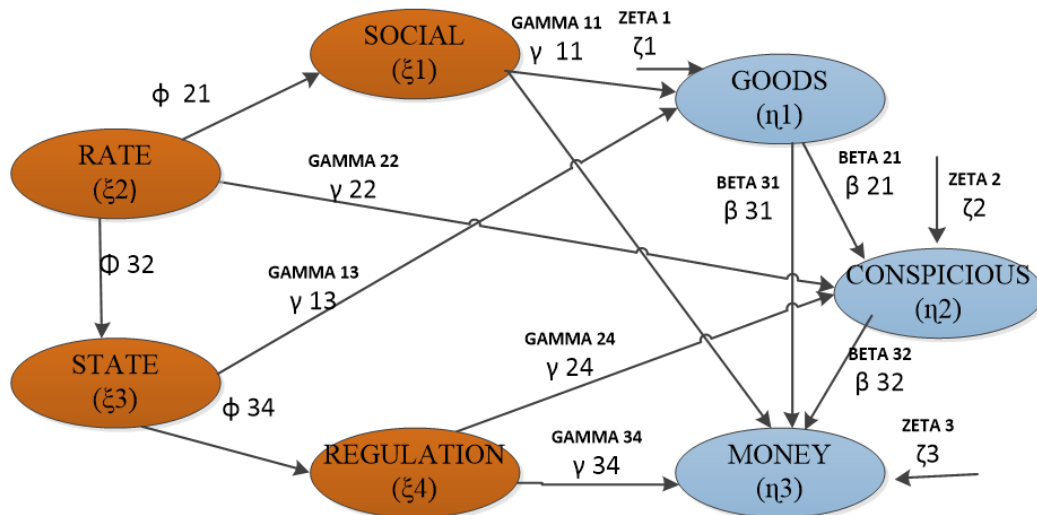 SOCIAL
(ξ1)
GAMMA 11
γ 11
ZETA 1
ζ1
GOODS
(η1)
ϕ 21
RATE
(ξ2)
GAMMA 22
γ 22
BETA 31
β 31
BETA 21
β 21
ZETA 2
ζ2
Φ 32
GAMMA 13
γ 13
CONSPICIOUS
(η2)
STATE
(ξ3)
GAMMA 24
γ 24
BETA 32
β 32
ϕ 34
REGULATION
(ξ4)
GAMMA 34
γ 34
MONEY
(η3)
ZETA 3
ζ3